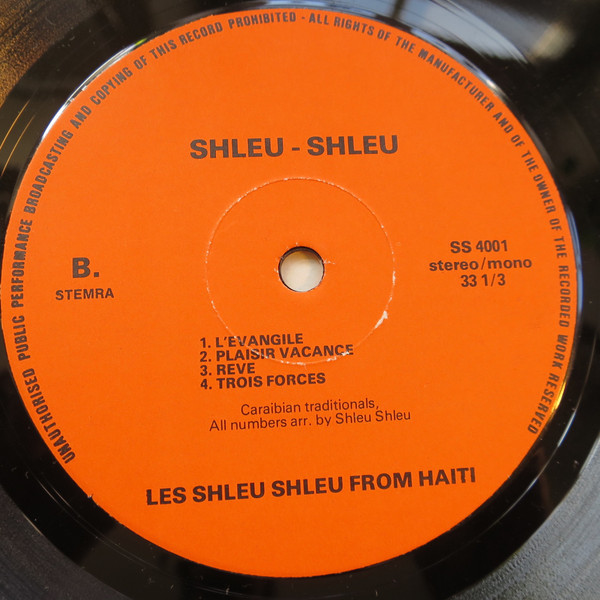 UNAUTHORISED PUBLIC PERFORMANCE BROADCASTING AND COPYING OF THIS RECORD PROHIBITED - ALL RIGHTS OF THE MANUFACTURER AND OF THE OWNER OF THE RECORDED WORK RESERVED
SHLEU - SHLEU
B.
STEMRA
SS 4001
stereo/mono
33 1/3
1. L'EVANGILE
2. PLAISIR VACANCE
3. REVE
4. TROIS FORCES
Caraibian traditionals,
All numbers arr. by Shleu Shleu
LES SHLEU SHLEU FROM HAITI